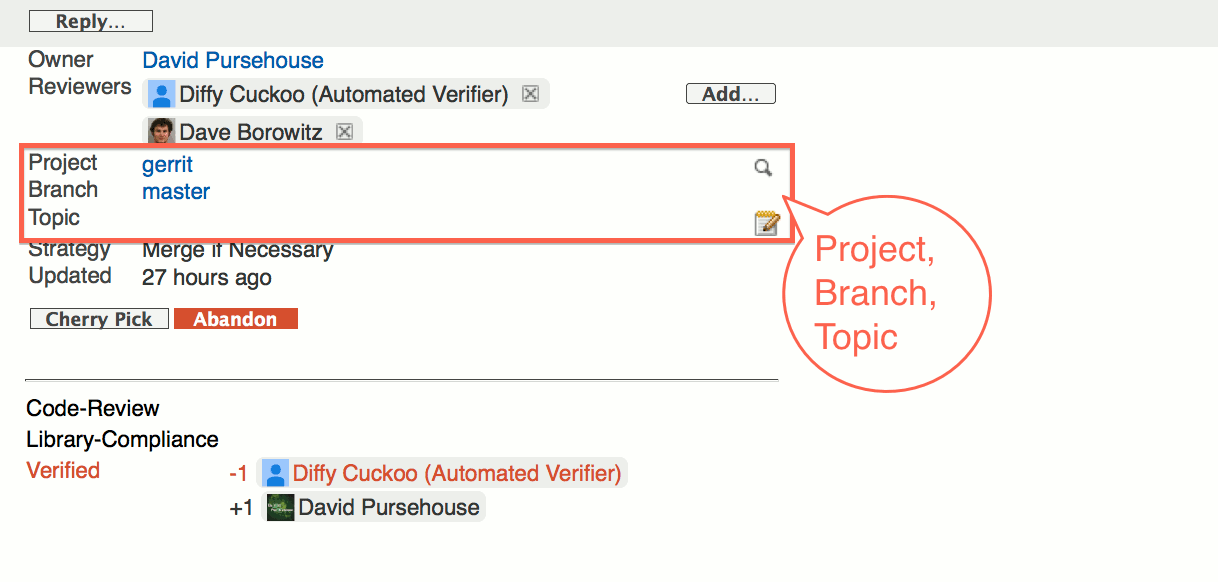 Reply...
Owner David Pursehouse
Reviewers Diffy Cuckoo (Automated Verifier) Add...
Dave Borowitz
Project gerrit
Branch master
Topic
Strategy Merge if Necessary
Updated 27 hours ago
Project,
Branch,
Topic
Cherry Pick Abandon
Code-Review
Library-Compliance
Verified -1 Diffy Cuckoo (Automated Verifier)
+1 David Pursehouse